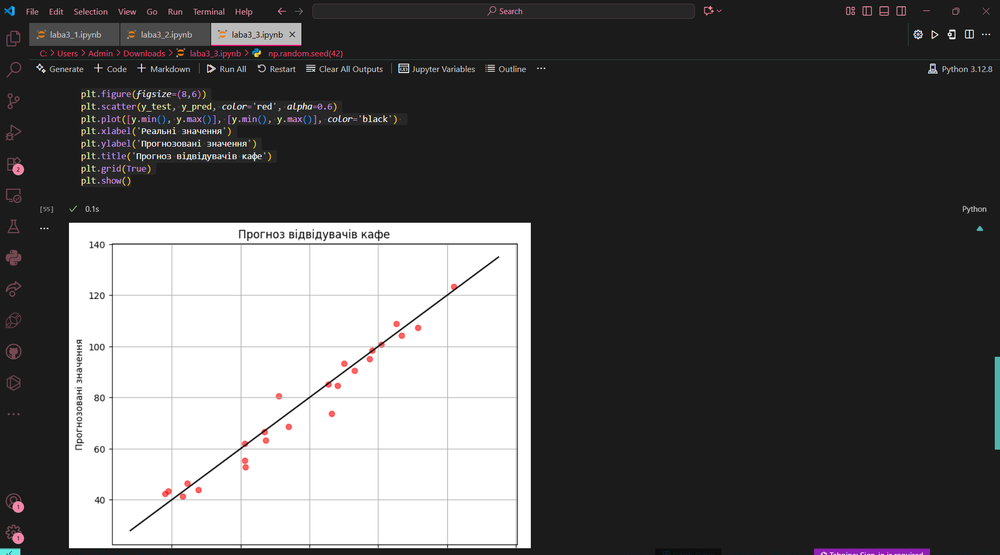 File Edit Selection View Go Run Terminal Help Search
laba3_1.ipynb laba3_2.ipynb laba3_3.ipynb
C: > Users > Admin > Downloads > laba3_3.ipynb > np.random.seed(42)
Generate + Code + Markdown Run All Restart Clear All Outputs Jupyter Variables Outline ... Python 3.12.8
plt.figure(figsize=(8,6))
plt.scatter(y_test, y_pred, color='red', alpha=0.6)
plt.plot([y.min(), y.max()], [y.min(), y.max()], color='black')
plt.xlabel('Реальні значення')
plt.ylabel('Прогнозовані значення')
plt.title('Прогноз відвідувачів кафе')
plt.grid(True)
plt.show()
[55] 0.1s Python
Прогноз відвідувачів кафе
140
120
100
80
60
40
Прогнозовані значення
2
1
1
Tabnine: Sign-in is required